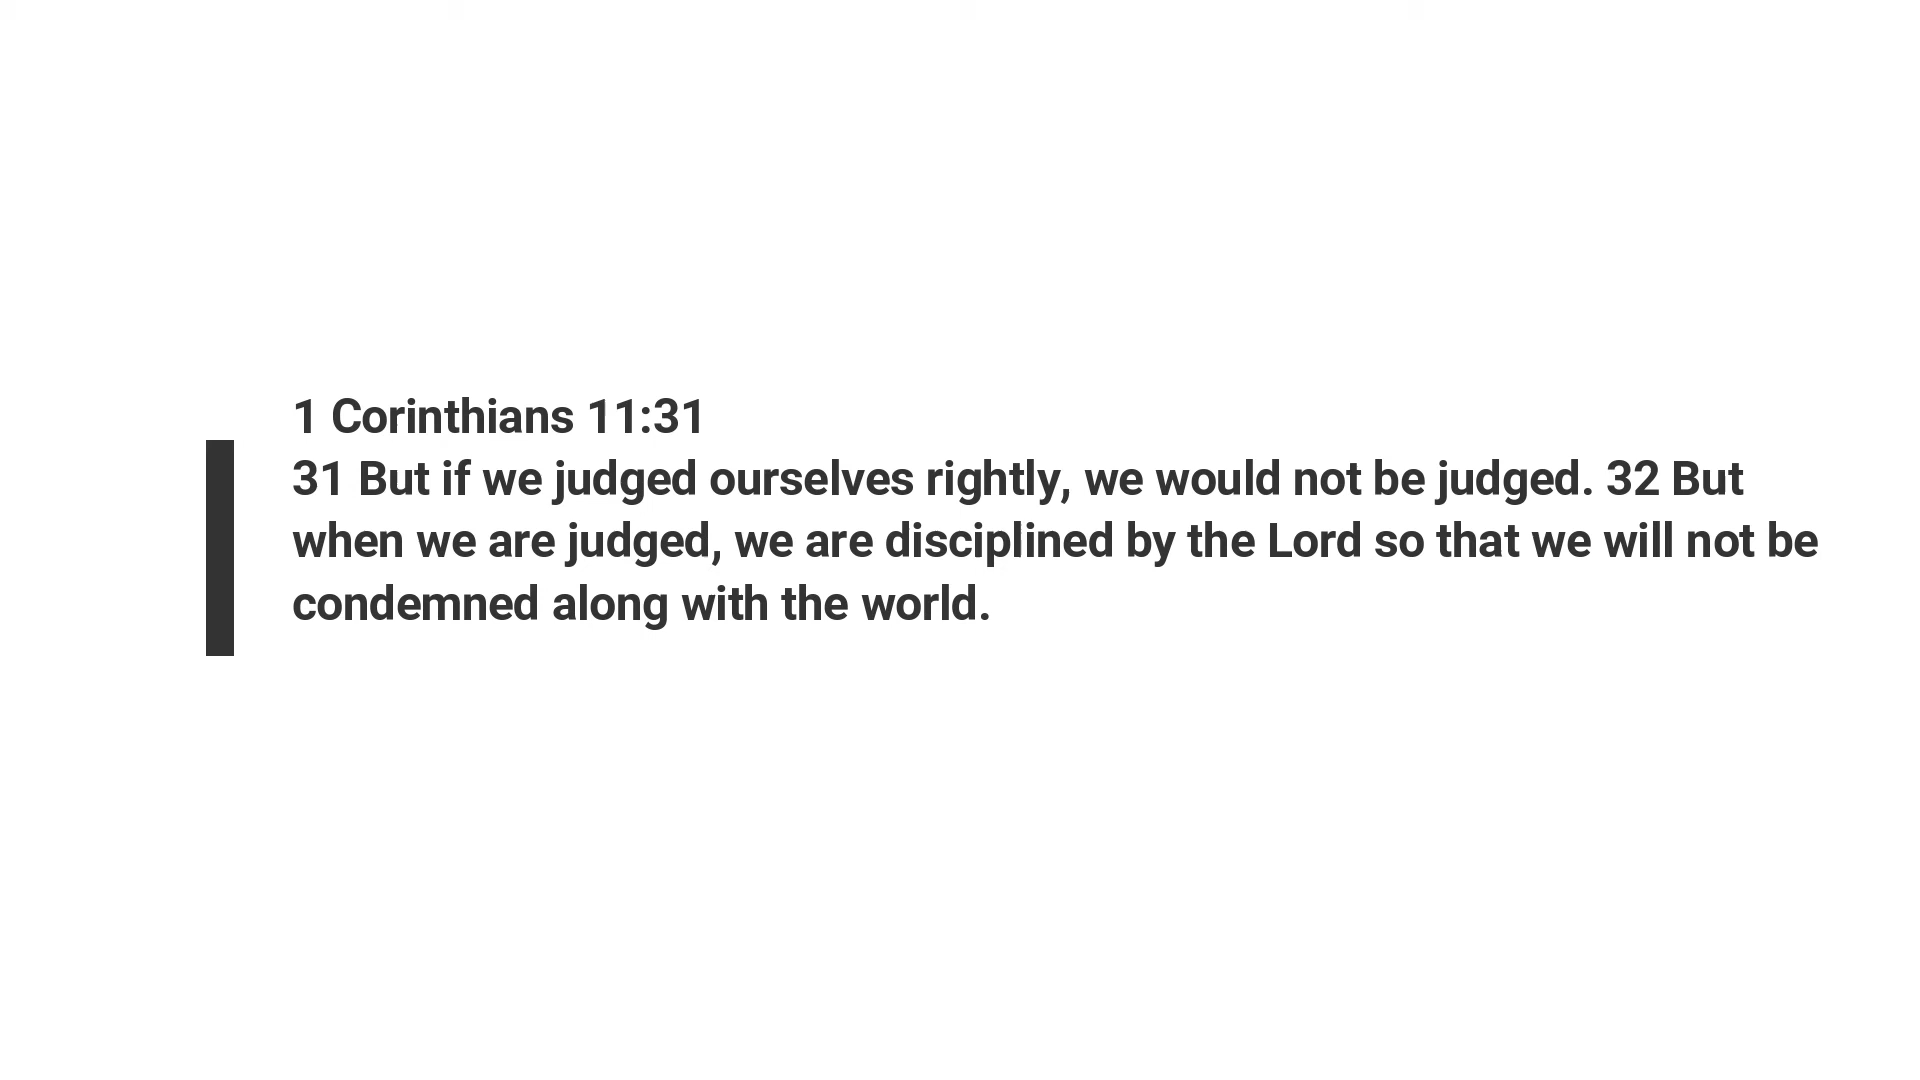 1 Corinthians 11:31
31 But if we judged ourselves rightly, we would not be judged. 32 But
when we are judged, we are disciplined by the Lord so that we will not be
condemned along with the world.